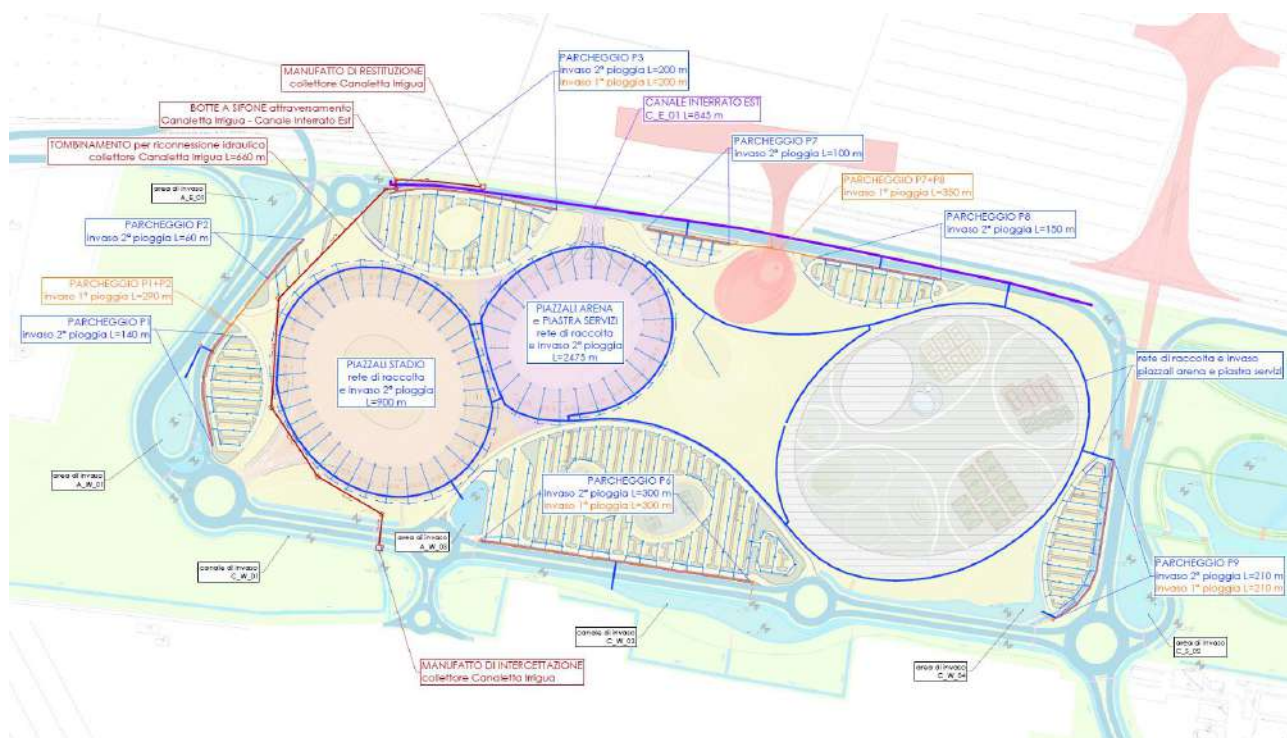 PARCHEGGIO P3
invaso 2ª pioggia L=200 m
invaso 1ª pioggia L=200 m
MANUFATTO DI RESTITUZIONE
collettore Canaletta Irrigua
CANALE INTERRATO EST
C_E_01 L=845 m
BOTTE A SIFONE attraversamento
Canaletta Irrigua - Canale Interrato Est
TOMBINAMENTO per riconnessione idraulica
collettore Canaletta Irrigua L=660 m
PARCHEGGIO P7
invaso 2ª pioggia L=100 m
PARCHEGGIO P7+P8
invaso 1ª pioggia L=350 m
area di invaso
A_E_01
PARCHEGGIO P2
invaso 2ª pioggia L=60 m
PARCHEGGIO P8
invaso 2ª pioggia L=150 m
PARCHEGGIO P1+P2
invaso 1ª pioggia L=290 m
PARCHEGGIO P1
invaso 2ª pioggia L=140 m
PIAZZALI ARENA
e PIASTRA SERVIZI
rete di raccolta
e invaso 2ª pioggia
L=2475 m
PIAZZALI STADIO
rete di raccolta
e invaso 2ª pioggia
L=900 m
rete di raccolta e invaso
piazzali arena e piastra servizi
area di invaso
A_W_01
PARCHEGGIO P6
invaso 2ª pioggia L=300 m
invaso 1ª pioggia L=300 m
area di invaso
A_W_03
canale di invaso
C_W_01
PARCHEGGIO P9
invaso 2ª pioggia L=210 m
invaso 1ª pioggia L=210 m
canale di invaso
C_W_03
area di invaso
C_S_05
area di invaso
C_W_04
MANUFATTO DI INTERCETTAZIONE
collettore Canaletta Irrigua